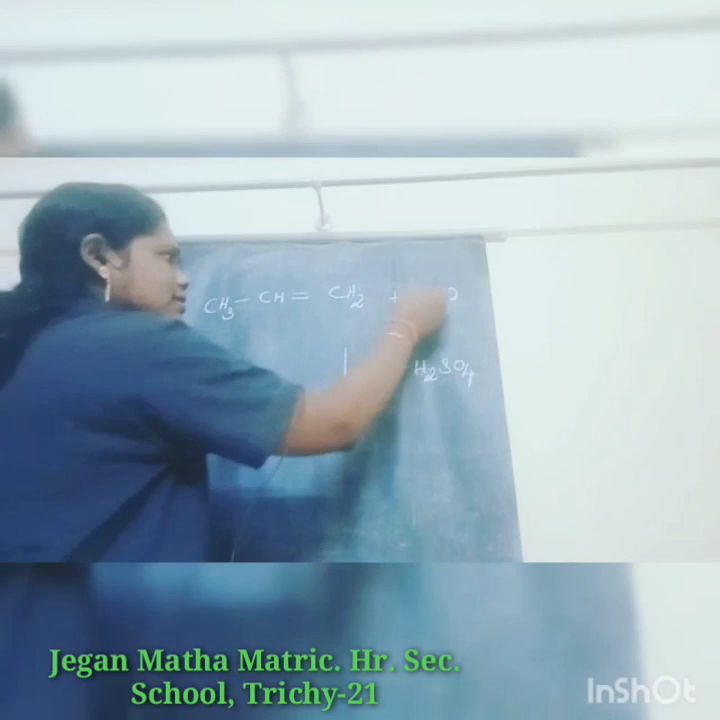 CH3 - CH = CH2 +
H2SO4
Jegan Matha Matric. Hr. Sec.
School, Trichy-21
InShOt